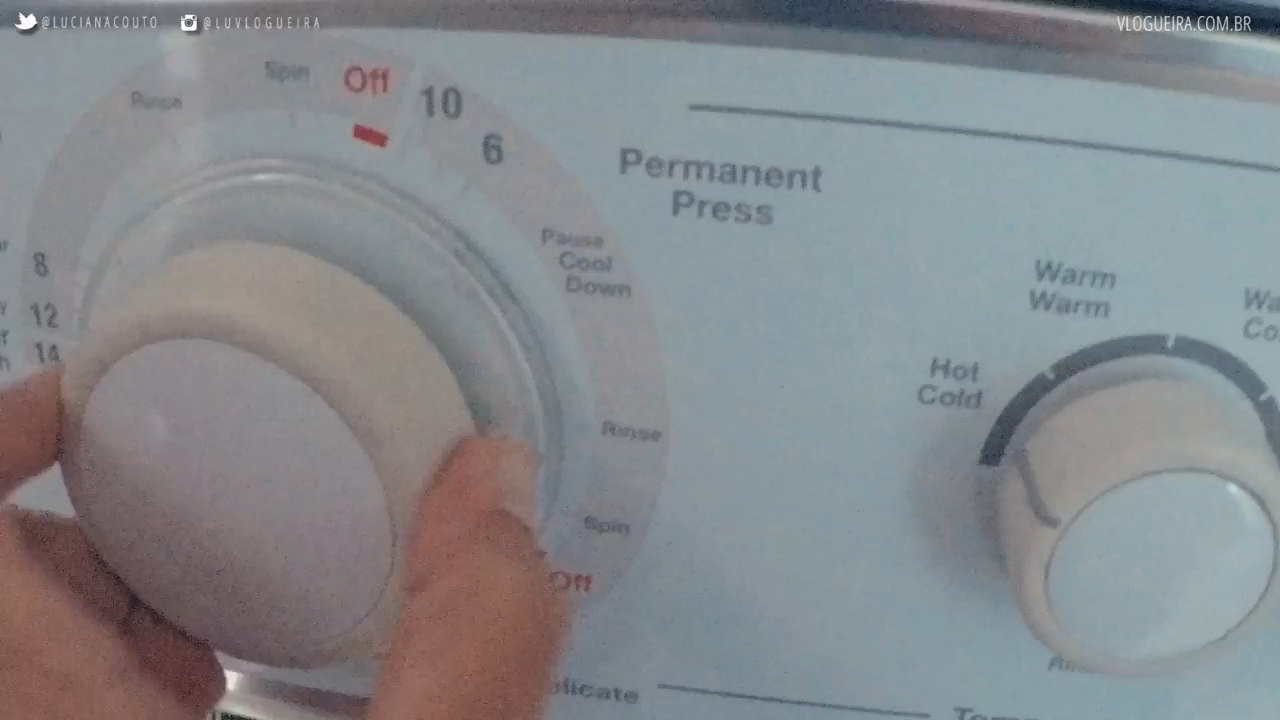 @LUCIANACOUTO @LUVLOGUEIRA
VLOGUEIRA.COM.BR
Rinse
Spin
Off
10
6
Permanent
Press
Pause
Cool
Down
Rinse
Spin
Off
8
12
14
Warm
Warm
Hot
Cold